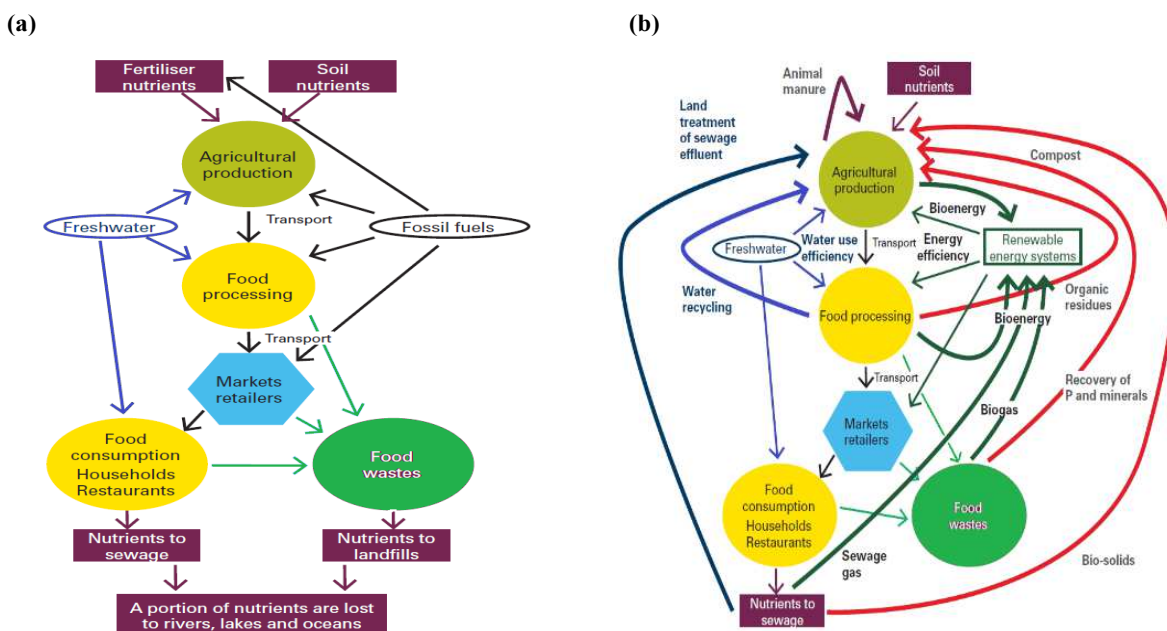 (a)
Fertiliser
nutrients
Soil
nutrients
Agricultural
production
Transport
Freshwater
Fossil fuels
Food
processing
Transport
Markets
retailers
Food
consumption
Households
Restaurants
Food
wastes
Nutrients to
sewage
Nutrients to
landfills
A portion of nutrients are lost
to rivers, lakes and oceans
(b)
Animal
manure
Soil
nutrients
Land
treatment
of sewage
effluent
Compost
Agricultural
production
Bioenergy
Freshwater
Water use
efficiency
Transport
Energy
efficiency
Renewable
energy systems
Water
recycling
Food processing
Organic
residues
Bioenergy
Transport
Recovery of
P and minerals
Biogas
Markets
retailers
Food
consumption
Households
Restaurants
Food
wastes
Sewage
gas
Bio-solids
Nutrients to
sewage